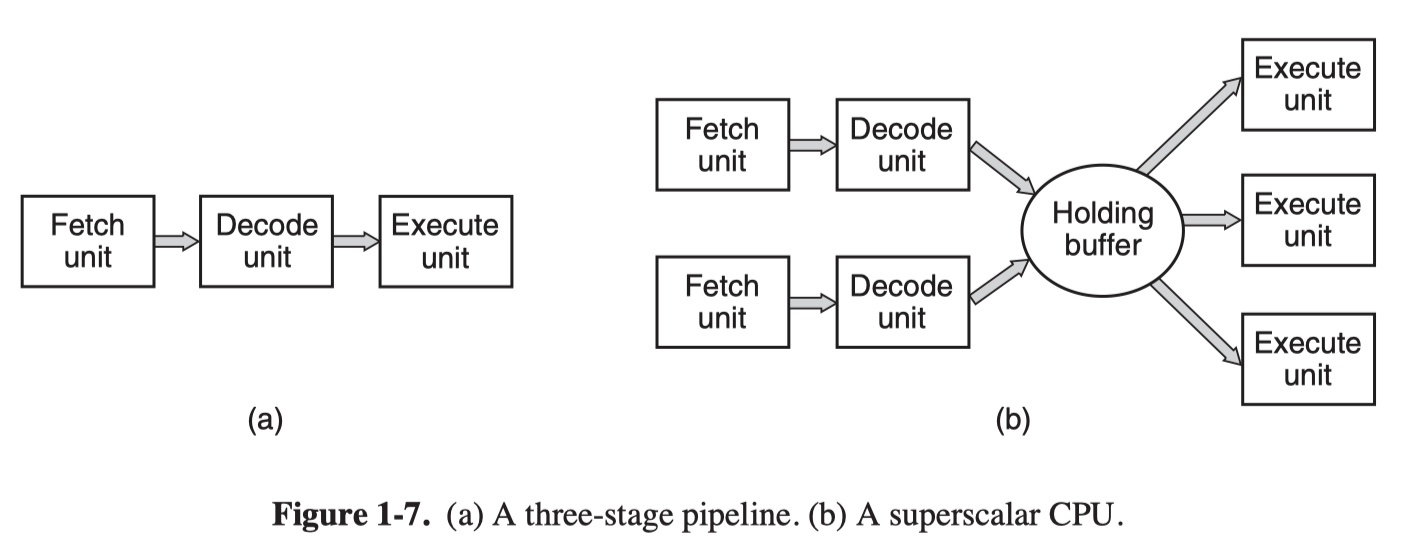 Fetch
unit
Decode
unit
Execute
unit
(a)
Fetch
unit
Decode
unit
Fetch
unit
Decode
unit
Holding
buffer
Execute
unit
Execute
unit
Execute
unit
(b)
Figure 1-7. (a) A three-stage pipeline. (b) A superscalar CPU.